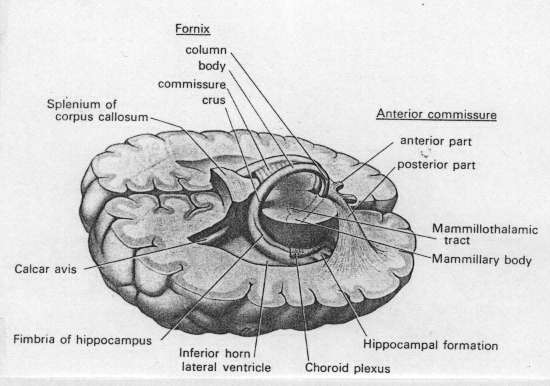 Fornix
column
body
commissure
crus
Splenium of
corpus callosum
Anterior commissure
anterior part
posterior part
Mammillothalamic
tract
Mammillary body
Calcar avis
Fimbria of hippocampus
Inferior horn
lateral ventricle
Choroid plexus
Hippocampal formation